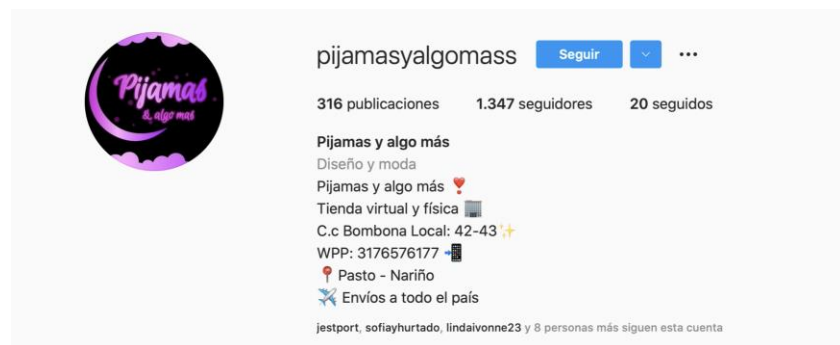 Pijamas
& algo mas
pijamasyalgomass Seguir
316 publicaciones 1.347 seguidores 20 seguidos
Pijamas y algo más
Diseño y moda
Pijamas y algo más ❣️
Tienda virtual y física 🏢
C.c Bombona Local: 42-43✨
WPP: 3176576177 📲
📍 Pasto - Nariño
✈️ Envíos a todo el país
jestport, sofiayhurtado, lindaivonne23 y 8 personas más siguen esta cuenta